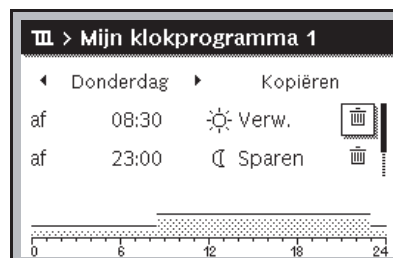 > Mijn klokprogramma 1
Donderdag Kopiëren
af 08:30 Verw.
af 23:00 Sparen
0 6 12 18 24